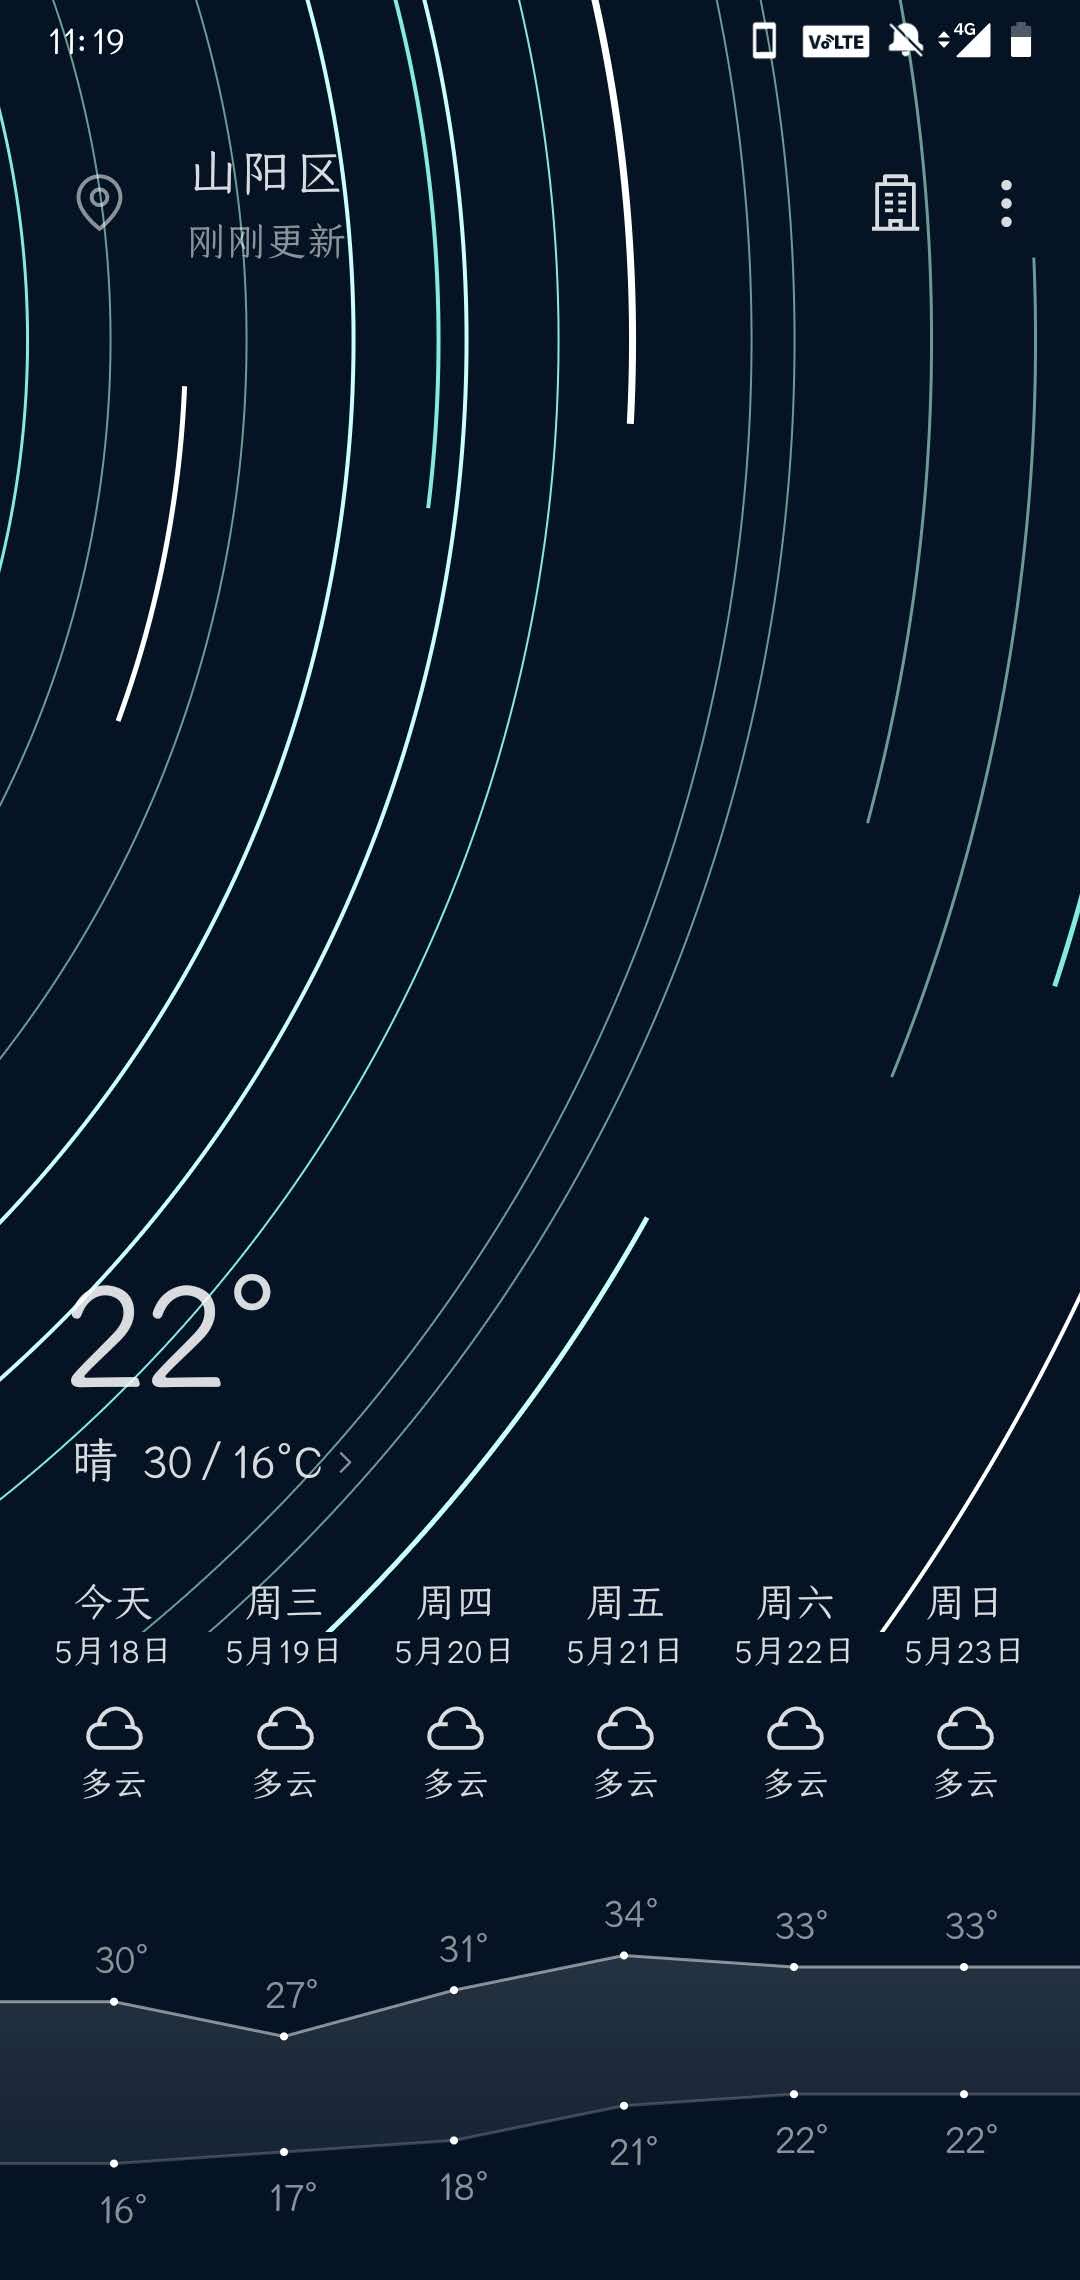 11:19
VoLTE 4G
山阳区
刚刚更新
22°
晴 30 / 16°C >
今天 周三 周四 周五 周六 周日
5月18日 5月19日 5月20日 5月21日 5月22日 5月23日
多云 多云 多云 多云 多云 多云
30° 27° 31° 34° 33° 33°
16° 17° 18° 21° 22° 22°